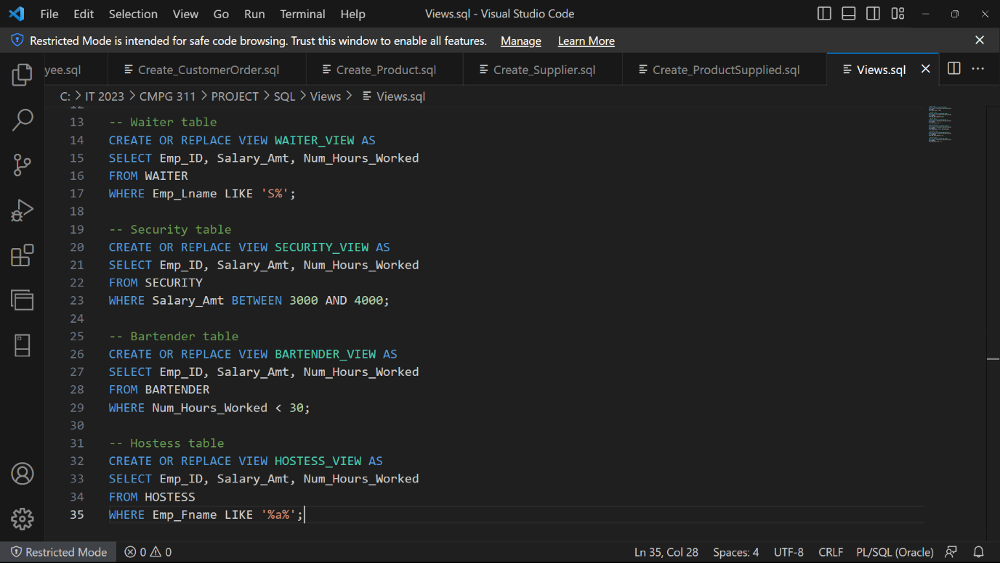 File Edit Selection View Go Run Terminal Help Views.sql - Visual Studio Code
Restricted Mode is intended for safe code browsing. Trust this window to enable all features. Manage Learn More
yee.sql Create_CustomerOrder.sql Create_Product.sql Create_Supplier.sql Create_ProductSupplied.sql Views.sql
C: > IT 2023 > CMPG 311 > PROJECT > SQL > Views > Views.sql
12
13 -- Waiter table
14 CREATE OR REPLACE VIEW WAITER_VIEW AS
15 SELECT Emp_ID, Salary_Amt, Num_Hours_Worked
16 FROM WAITER
17 WHERE Emp_Lname LIKE 'S%';
18
19 -- Security table
20 CREATE OR REPLACE VIEW SECURITY_VIEW AS
21 SELECT Emp_ID, Salary_Amt, Num_Hours_Worked
22 FROM SECURITY
23 WHERE Salary_Amt BETWEEN 3000 AND 4000;
24
25 -- Bartender table
26 CREATE OR REPLACE VIEW BARTENDER_VIEW AS
27 SELECT Emp_ID, Salary_Amt, Num_Hours_Worked
28 FROM BARTENDER
29 WHERE Num_Hours_Worked < 30;
30
31 -- Hostess table
32 CREATE OR REPLACE VIEW HOSTESS_VIEW AS
33 SELECT Emp_ID, Salary_Amt, Num_Hours_Worked
34 FROM HOSTESS
35 WHERE Emp_Fname LIKE '%a%';
Restricted Mode 0 0 Ln 35, Col 28 Spaces: 4 UTF-8 CRLF PL/SQL (Oracle)